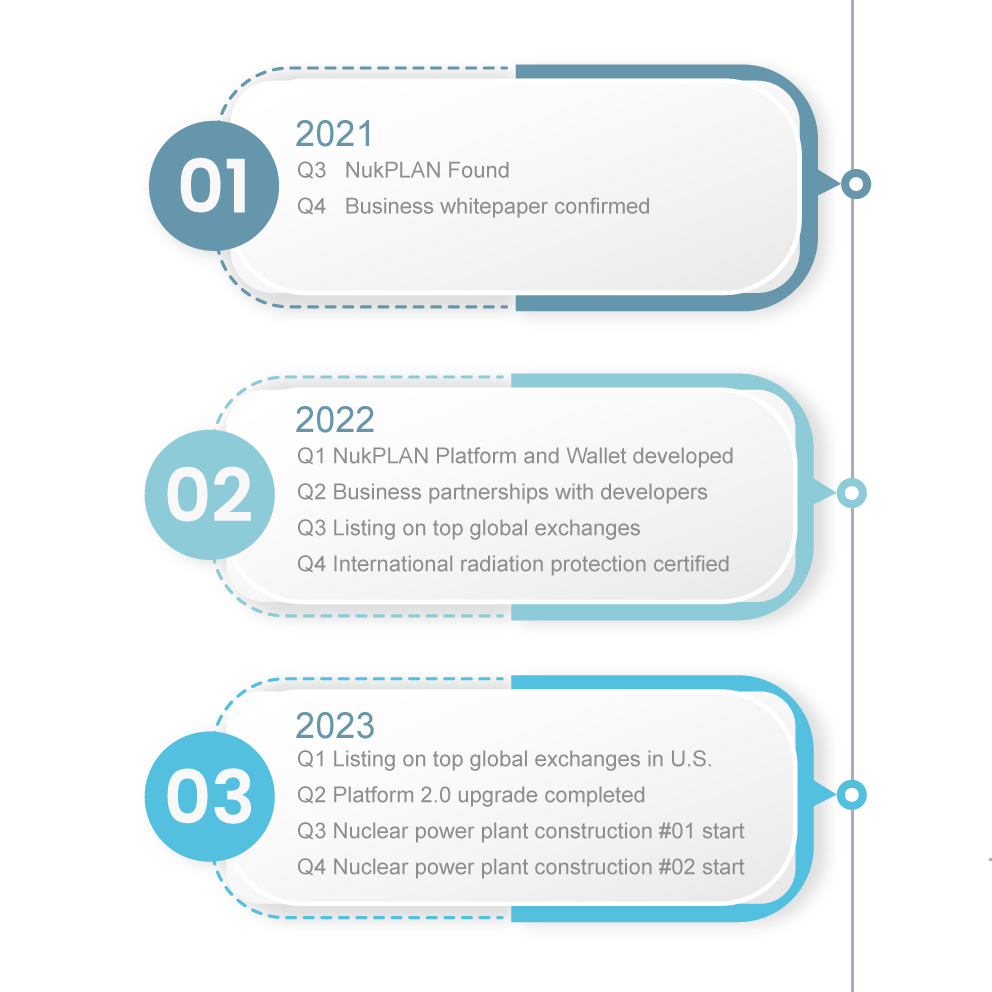 01
2021
Q3 NukPLAN Found
Q4 Business whitepaper confirmed
02
2022
Q1 NukPLAN Platform and Wallet developed
Q2 Business partnerships with developers
Q3 Listing on top global exchanges
Q4 International radiation protection certified
03
2023
Q1 Listing on top global exchanges in U.S.
Q2 Platform 2.0 upgrade completed
Q3 Nuclear power plant construction #01 start
Q4 Nuclear power plant construction #02 start